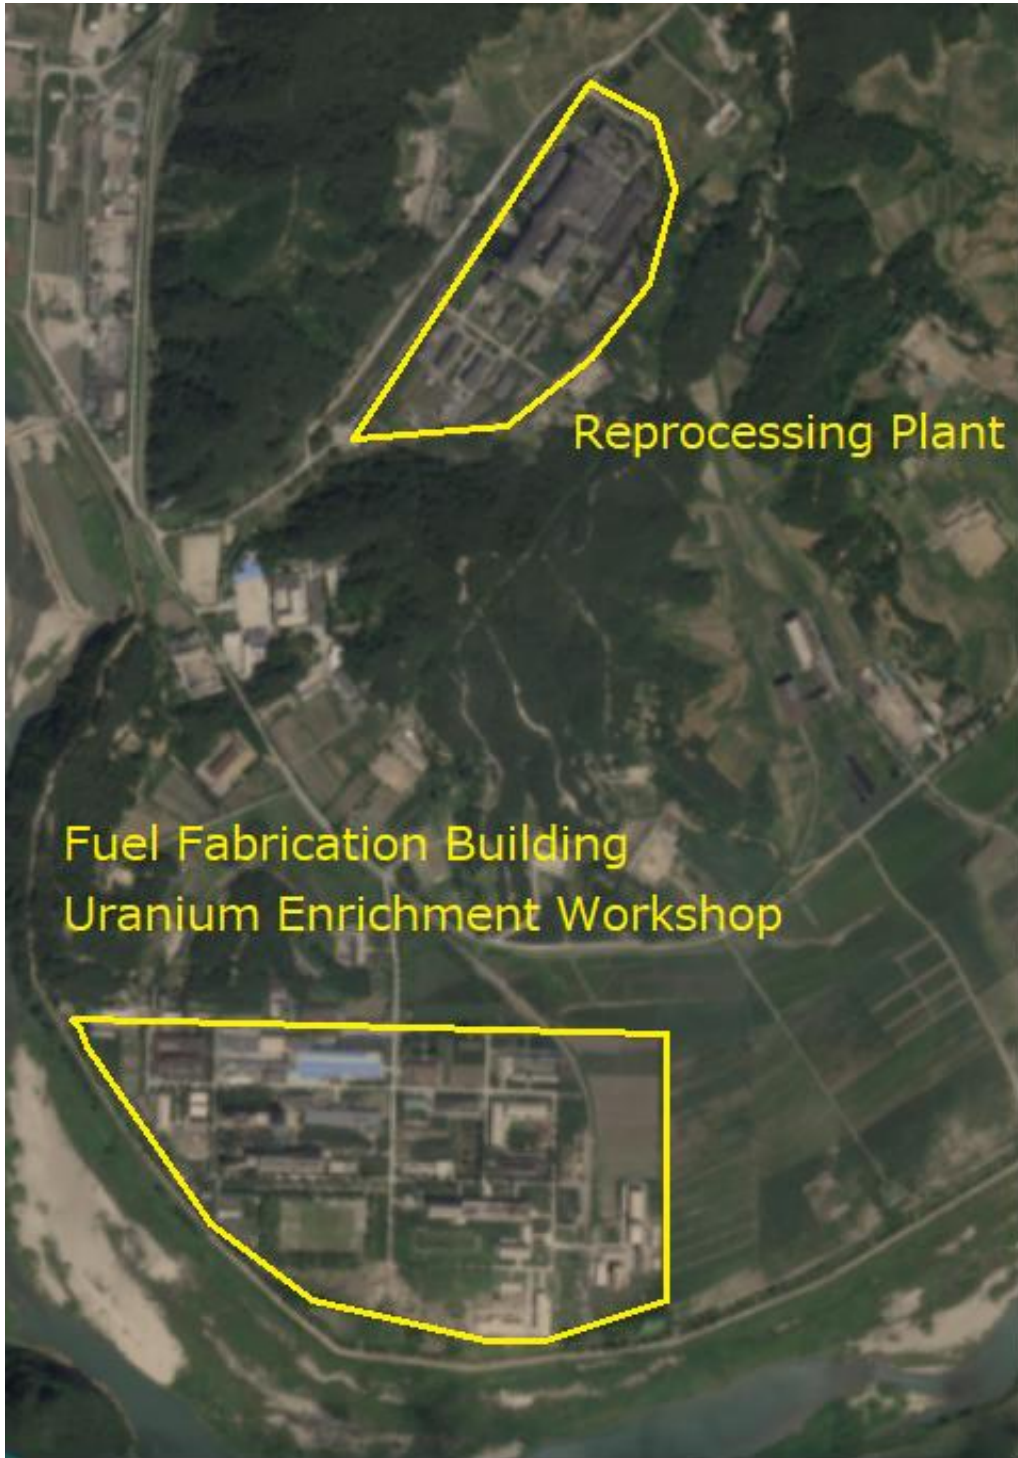 Reprocessing Plant
Fuel Fabrication Building
Uranium Enrichment Workshop